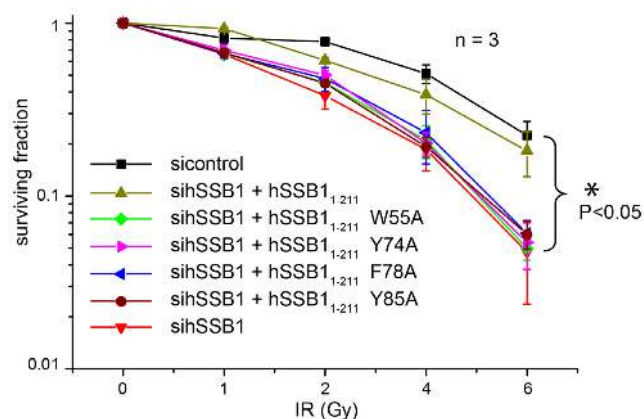 1
n = 3
surviving fraction
sicontrol
sihSSB1 + hSSB1₁₋₂₁₁
sihSSB1 + hSSB1₁₋₂₁₁ W55A
sihSSB1 + hSSB1₁₋₂₁₁ Y74A
sihSSB1 + hSSB1₁₋₂₁₁ F78A
sihSSB1 + hSSB1₁₋₂₁₁ Y85A
sihSSB1
0.1
*
P<0.05
0.01
0 1 2 4 6
IR (Gy)